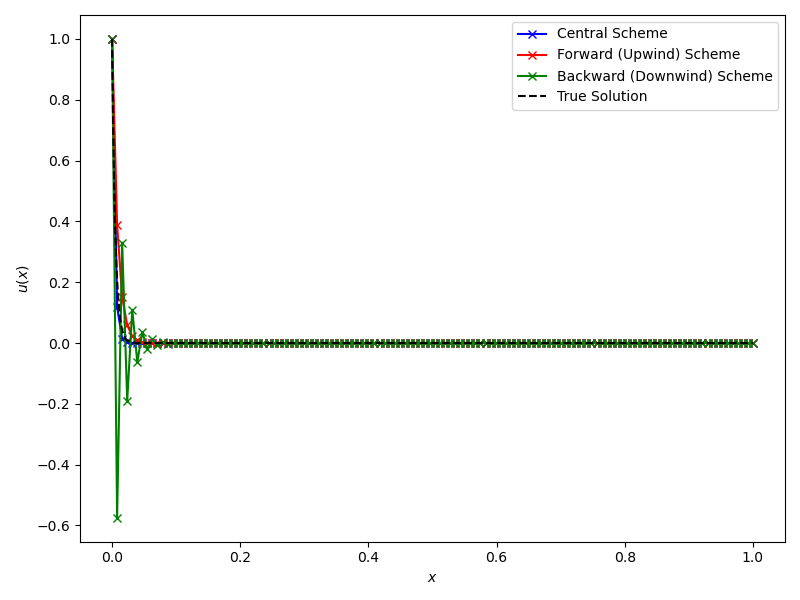 Central Scheme
Forward (Upwind) Scheme
Backward (Downwind) Scheme
True Solution
1.0
0.8
0.6
0.4
0.2
0.0
−0.2
−0.4
−0.6
u(x)
0.0 0.2 0.4 0.6 0.8 1.0
x